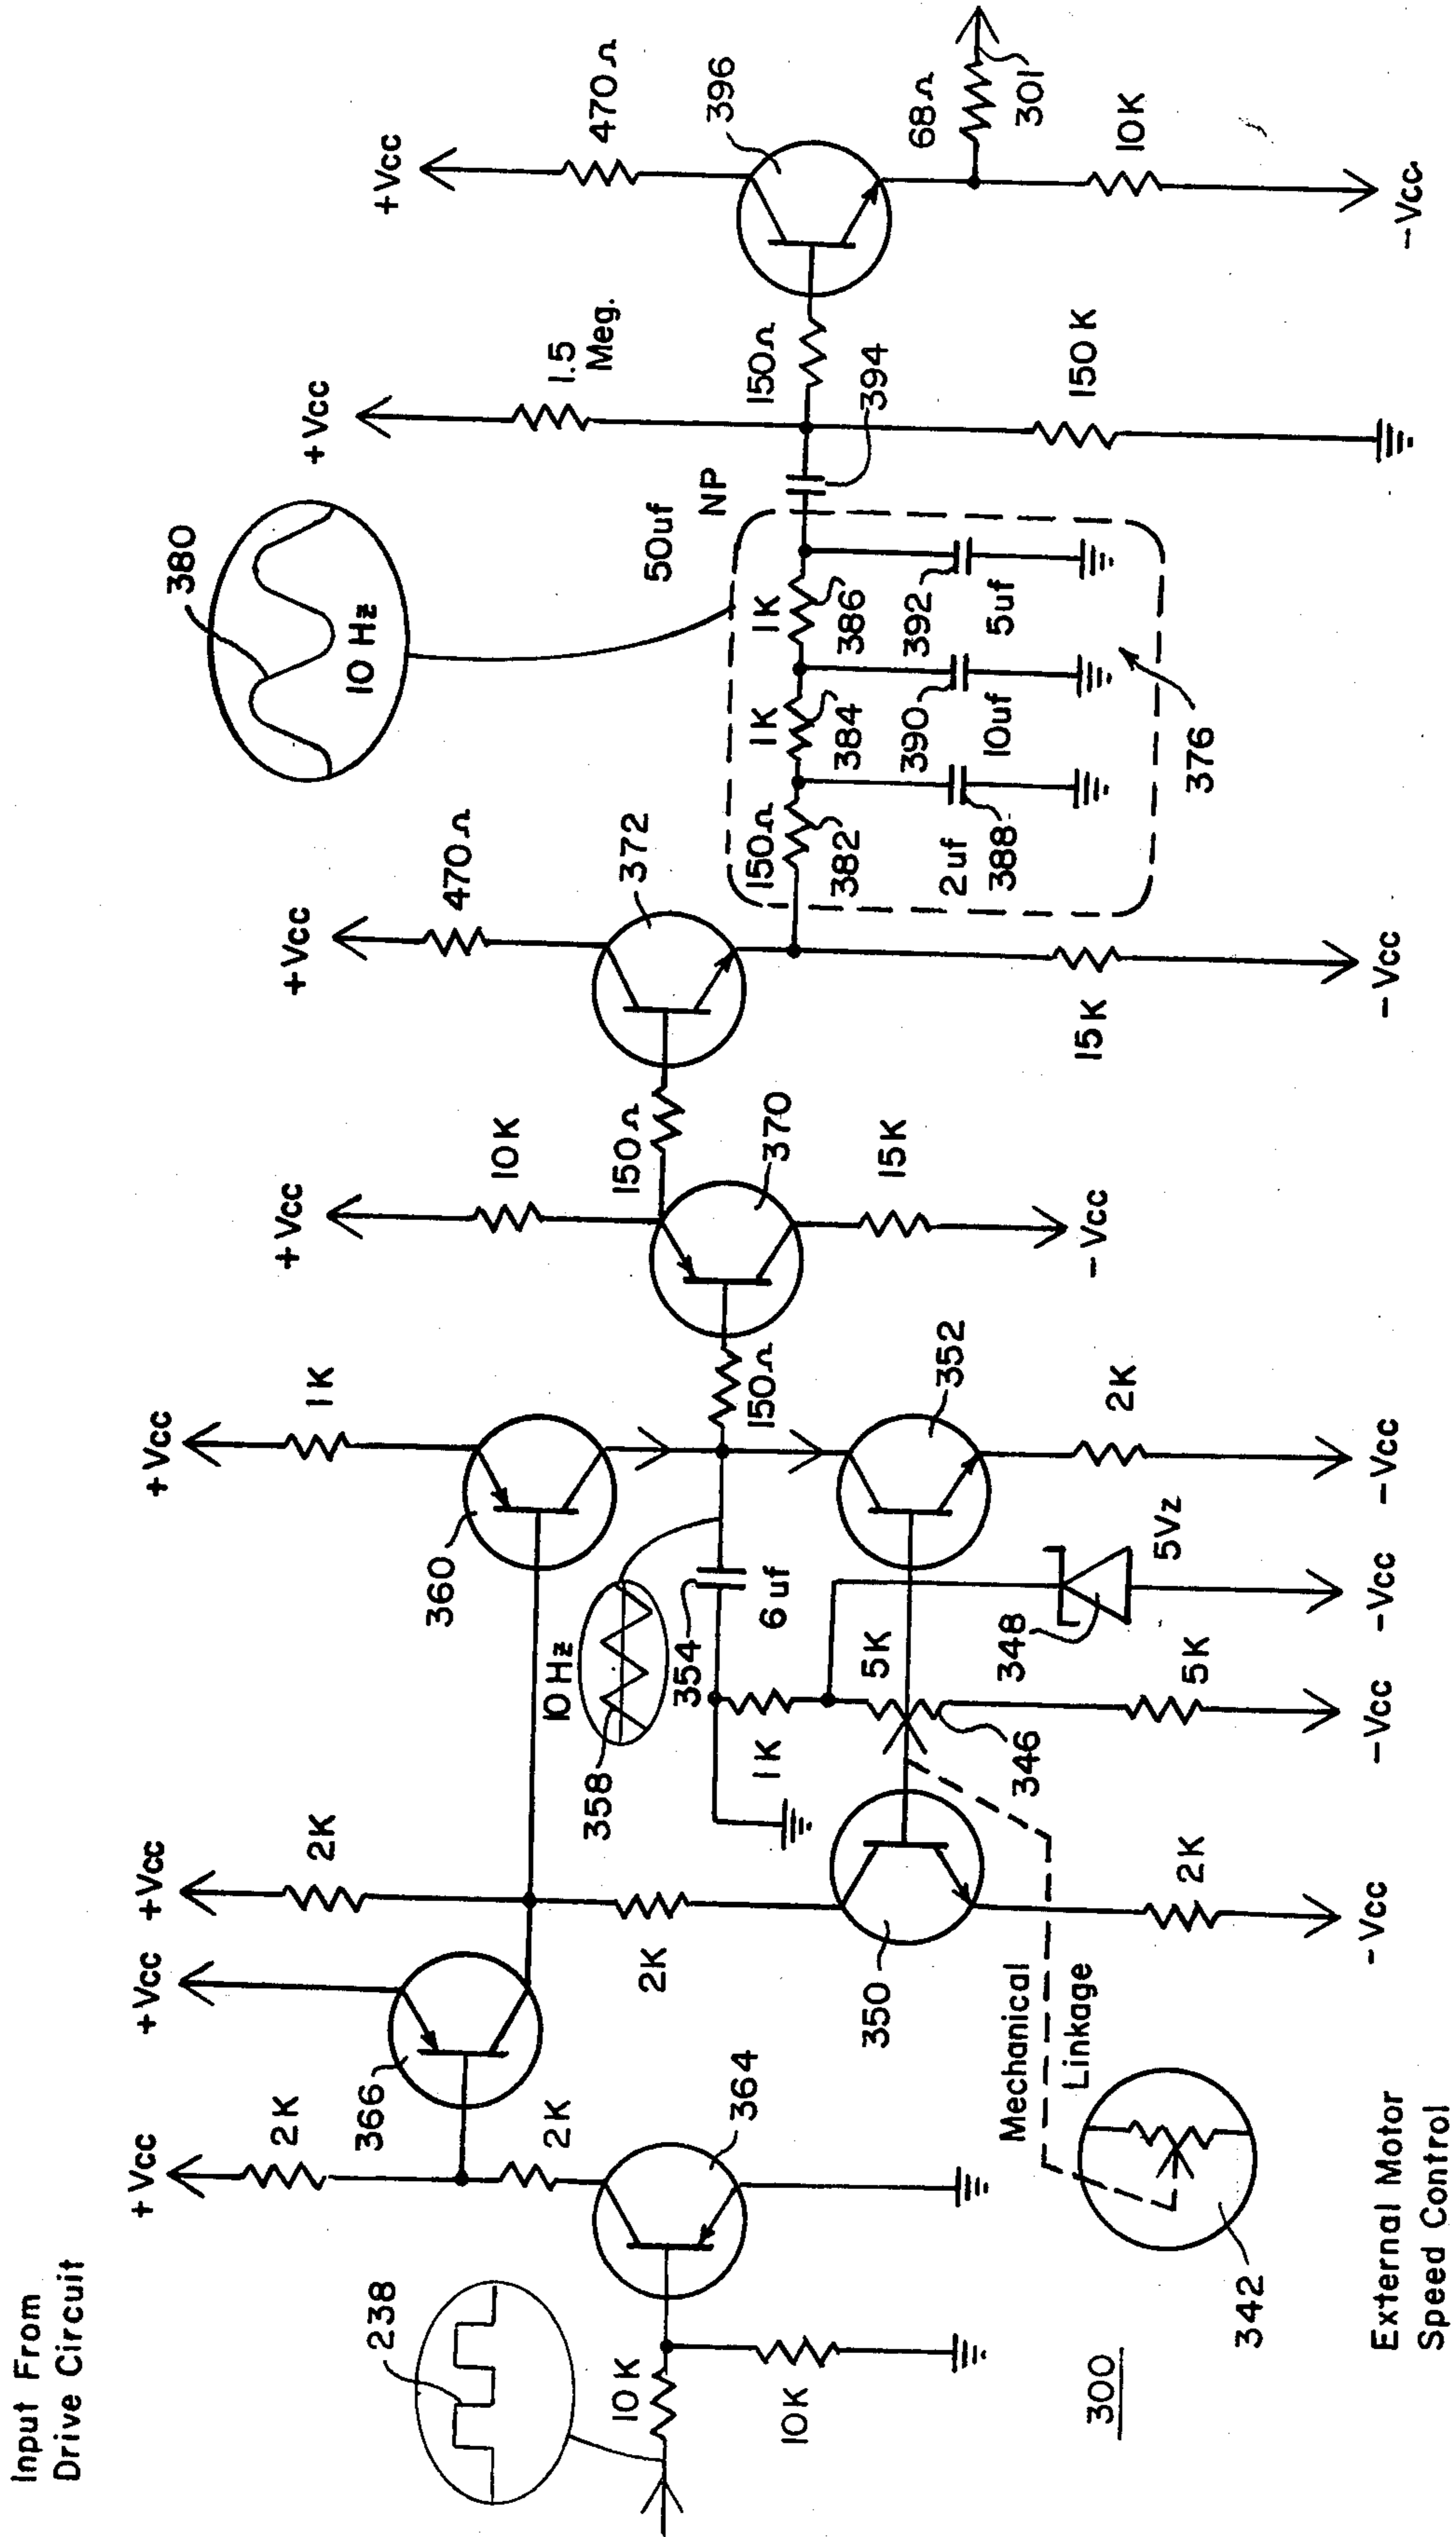 Input From
Drive Circuit
238
10K
10K
+Vcc
2K
366
2K
364
+Vcc
+Vcc
2K
2K
350
2K
-Vcc
Mechanical
Linkage
342
300
External Motor
Speed Control
358
10 Hz
354
6uf
1K
5K
346
5K
-Vcc
348
5Vz
-Vcc
360
+Vcc
1K
352
2K
-Vcc
150Ω
+Vcc
10K
370
15K
-Vcc
150Ω
+Vcc
470Ω
372
15K
-Vcc
380
10 Hz
150Ω
382
2uf
388
1K
384
390
10uf
1K
386
392
5uf
376
50uf
NP
394
+Vcc
1.5
Meg.
150K
150Ω
+Vcc
470Ω
396
68Ω
301
10K
-Vcc